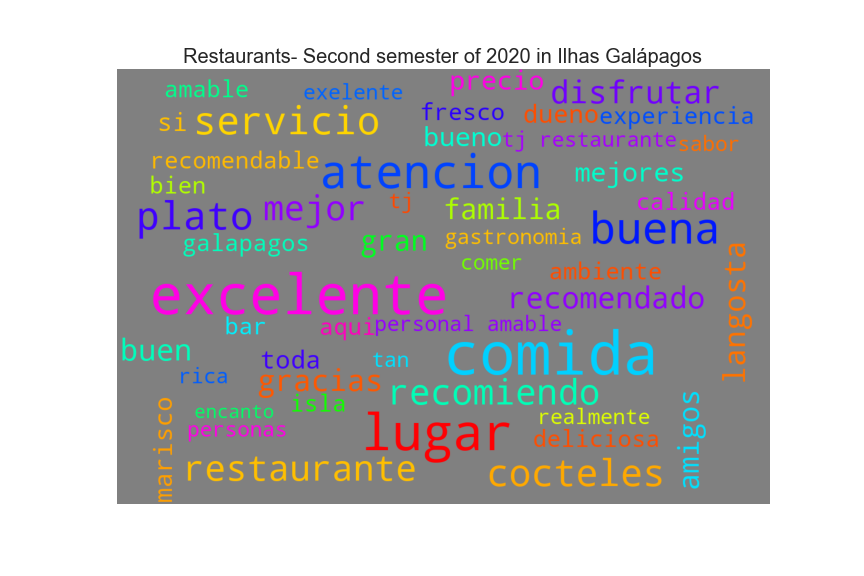 Restaurants- Second semester of 2020 in Ilhas Galápagos
amable
exelente
precio
disfrutar
si
servicio
fresco
dueno
experiencia
bueno
tj
restaurante
sabor
recomendable
atencion
mejores
bien
plato
mejor
tj
familia
calidad
buena
galapagos
gran
gastronomia
comer
ambiente
excelente
recomendado
langosta
bar
aqui
personal amable
buen
toda
tan
comida
rica
gracias
recomiendo
marisco
encanto
isla
personas
lugar
realmente
deliciosa
amigos
restaurante
cocteles